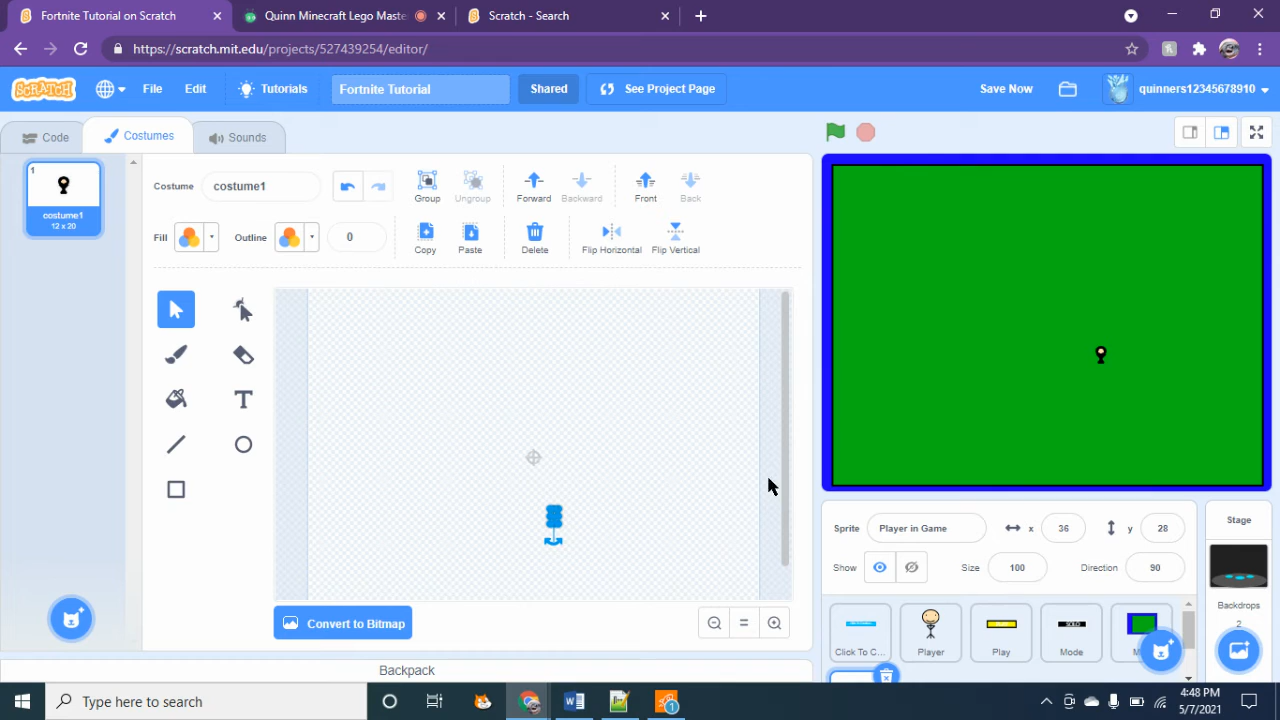 Fortnite Tutorial on Scratch
Quinn Minecraft Lego Maste
Scratch - Search
https://scratch.mit.edu/projects/527439254/editor/
SCRATCH
File
Edit
Tutorials
Fortnite Tutorial
Shared
See Project Page
Save Now
quinners12345678910
Code
Costumes
Sounds
1
costume1
12 x 20
Costume
costume1
Group
Ungroup
Forward
Backward
Front
Back
Fill
Outline
0
Copy
Paste
Delete
Flip Horizontal
Flip Vertical
T
Convert to Bitmap
Backpack
Sprite
Player in Game
x
36
y
28
Show
Size
100
Direction
90
Click To C...
Player
Play
SOLO
Mode
M
Stage
Backdrops
2
Type here to search
1
4:48 PM
5/7/2021